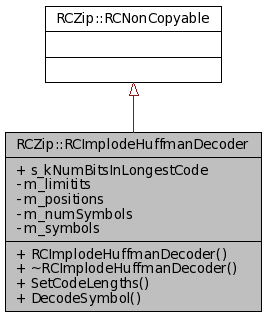 RCZip::RCNonCopyable
RCZip::RCImplodeHuffmanDecoder
+ s_kNumBitsInLongestCode
- m_limitits
- m_positions
- m_numSymbols
- m_symbols
+ RCImplodeHuffmanDecoder()
+ ~RCImplodeHuffmanDecoder()
+ SetCodeLengths()
+ DecodeSymbol()